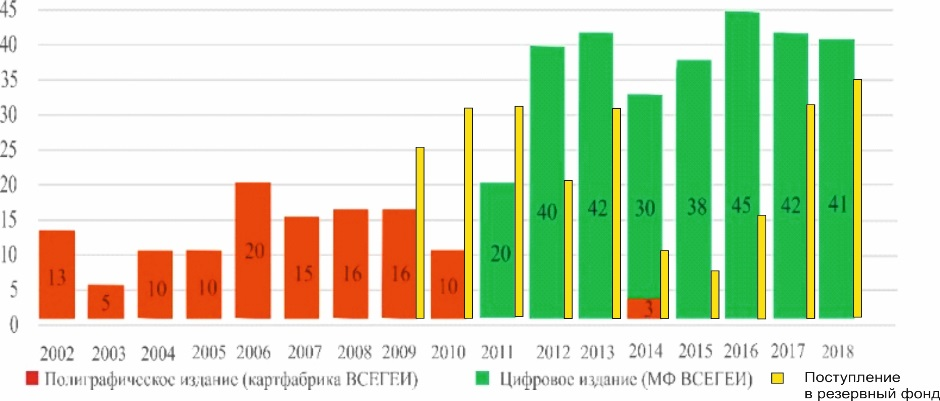 45
40
35
30
25
20
15
10
5
0
13 5 10 10 20 15 16 16 10 20 40 42 30 3 38 45 42 41
2002 2003 2004 2005 2006 2007 2008 2009 2010 2011 2012 2013 2014 2015 2016 2017 2018
Полиграфическое издание (картфабрика ВСЕГЕИ) Цифровое издание (МФ ВСЕГЕИ) Поступление
в резервный фонд